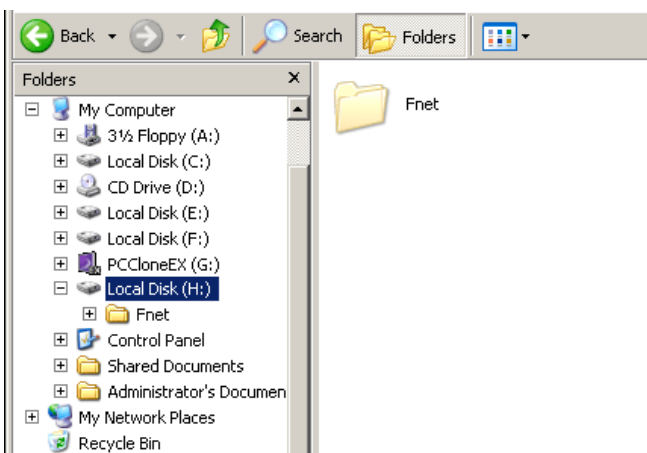 Back Search Folders
Folders x
My Computer
3½ Floppy (A:)
Local Disk (C:)
CD Drive (D:)
Local Disk (E:)
Local Disk (F:)
PCCloneEX (G:)
Local Disk (H:)
Fnet
Control Panel
Shared Documents
Administrator's Documen
My Network Places
Recycle Bin
Fnet